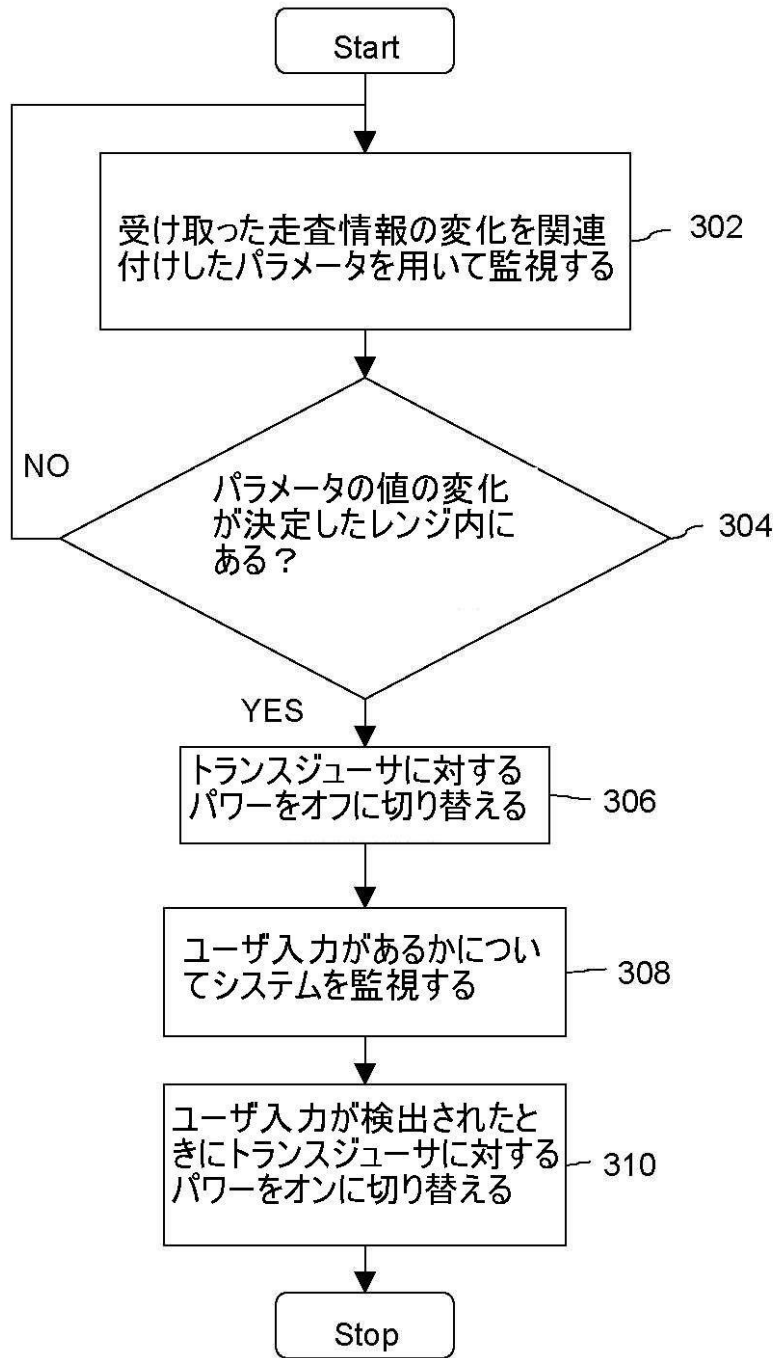 Start
受け取った走査情報の変化を関連
付けしたパラメータを用いて監視する
302
NO
パラメータの値の変化
が決定したレンジ内に
ある？
304
YES
トランスジューサに対する
パワーをオフに切り替える
306
ユーザ入力があるかについ
てシステムを監視する
308
ユーザ入力が検出されたと
きにトランスジューサに対する
パワーをオンに切り替える
310
Stop